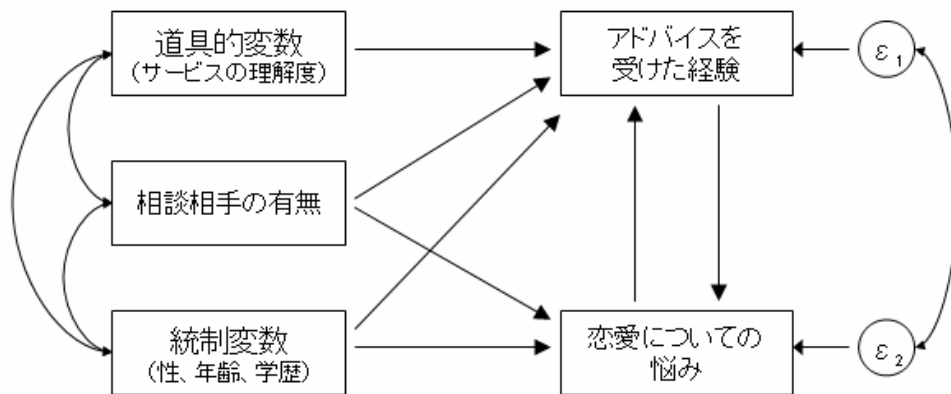 道具的変数
(サービスの理解度)
アドバイスを
受けた経験
ε1
相談相手の有無
統制変数
(性、年齢、学歴)
恋愛についての
悩み
ε2